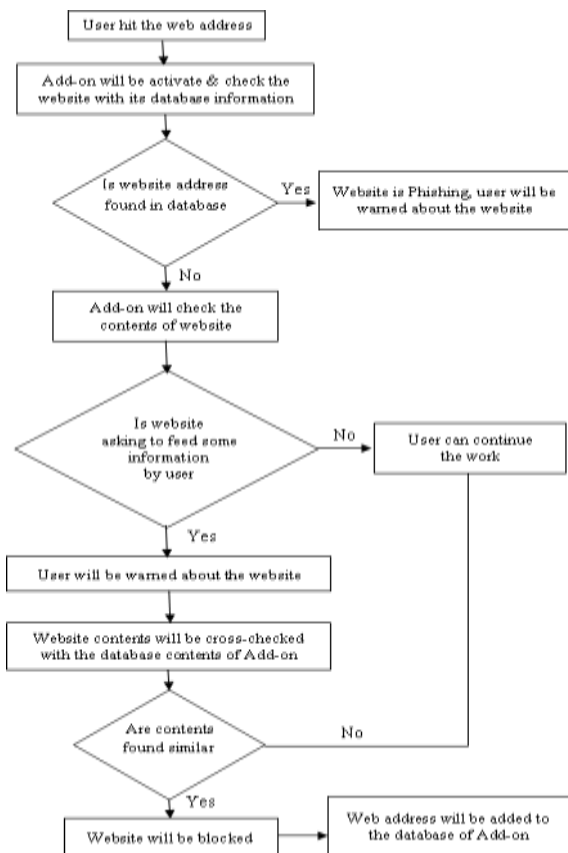 User hit the web address
Add-on will be activate & check the
website with its database information
Is website address
found in database
Yes
Website is Phishing, user will be
warned about the website
No
Add-on will check the
contents of website
Is website
asking to feed some
information
by user
No
User can continue
the work
Yes
User will be warned about the website
Website contents will be cross-checked
with the database contents of Add-on
Are contents
found similar
No
Yes
Website will be blocked
Web address will be added to
the database of Add-on